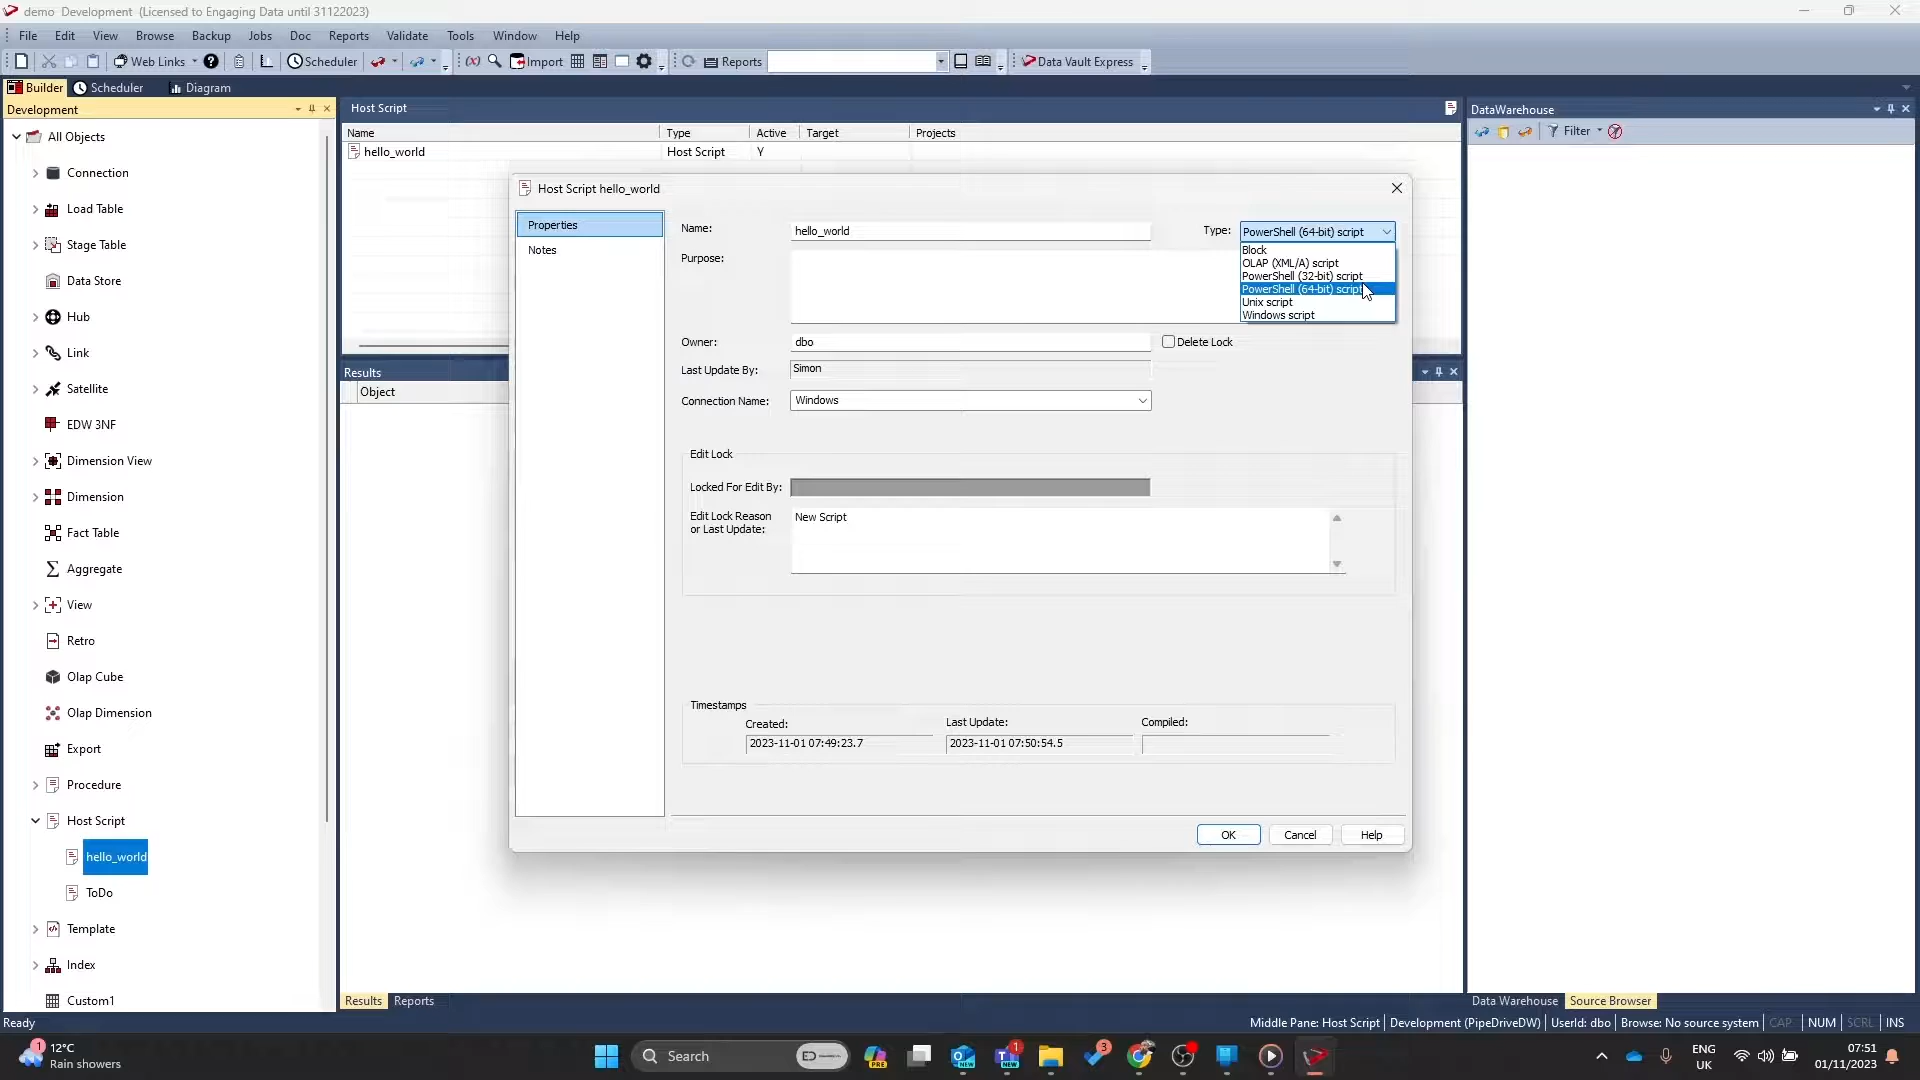 demo Development (Licensed to Engaging Data until 31122023)
File Edit View Browse Backup Jobs Doc Reports Validate Tools Window Help
Web Links Scheduler Import Reports Data Vault Express
Builder Scheduler Diagram
Development
All Objects
Connection
Load Table
Stage Table
Data Store
Hub
Link
Satellite
EDW 3NF
Dimension View
Dimension
Fact Table
Aggregate
View
Retro
Olap Cube
Olap Dimension
Export
Procedure
Host Script
hello_world
ToDo
Template
Index
Custom1
Host Script
Name Type Active Target Projects
hello_world Host Script Y
Results
Object
Host Script hello_world
Properties
Notes
Name: hello_world
Type: PowerShell (64-bit) script
Block
OLAP (XML/A) script
PowerShell (32-bit) script
PowerShell (64-bit) script
Unix script
Windows script
Purpose:
Owner: dbo
Delete Lock
Last Update By: Simon
Connection Name: Windows
Edit Lock
Locked For Edit By:
Edit Lock Reason
or Last Update:
New Script
Timestamps
Created: Last Update: Compiled:
2023-11-01 07:49:23.7 2023-11-01 07:50:54.5
OK Cancel Help
DataWarehouse
Filter
Results Reports
Data Warehouse Source Browser
Ready
Middle Pane: Host Script Development (PipeDriveDW) UserId: dbo Browse: No source system CAP NUM SCRL INS
1
12°C
Rain showers
Search
PRE
NEW
NEW
1
3
ENG
UK
07:51
01/11/2023